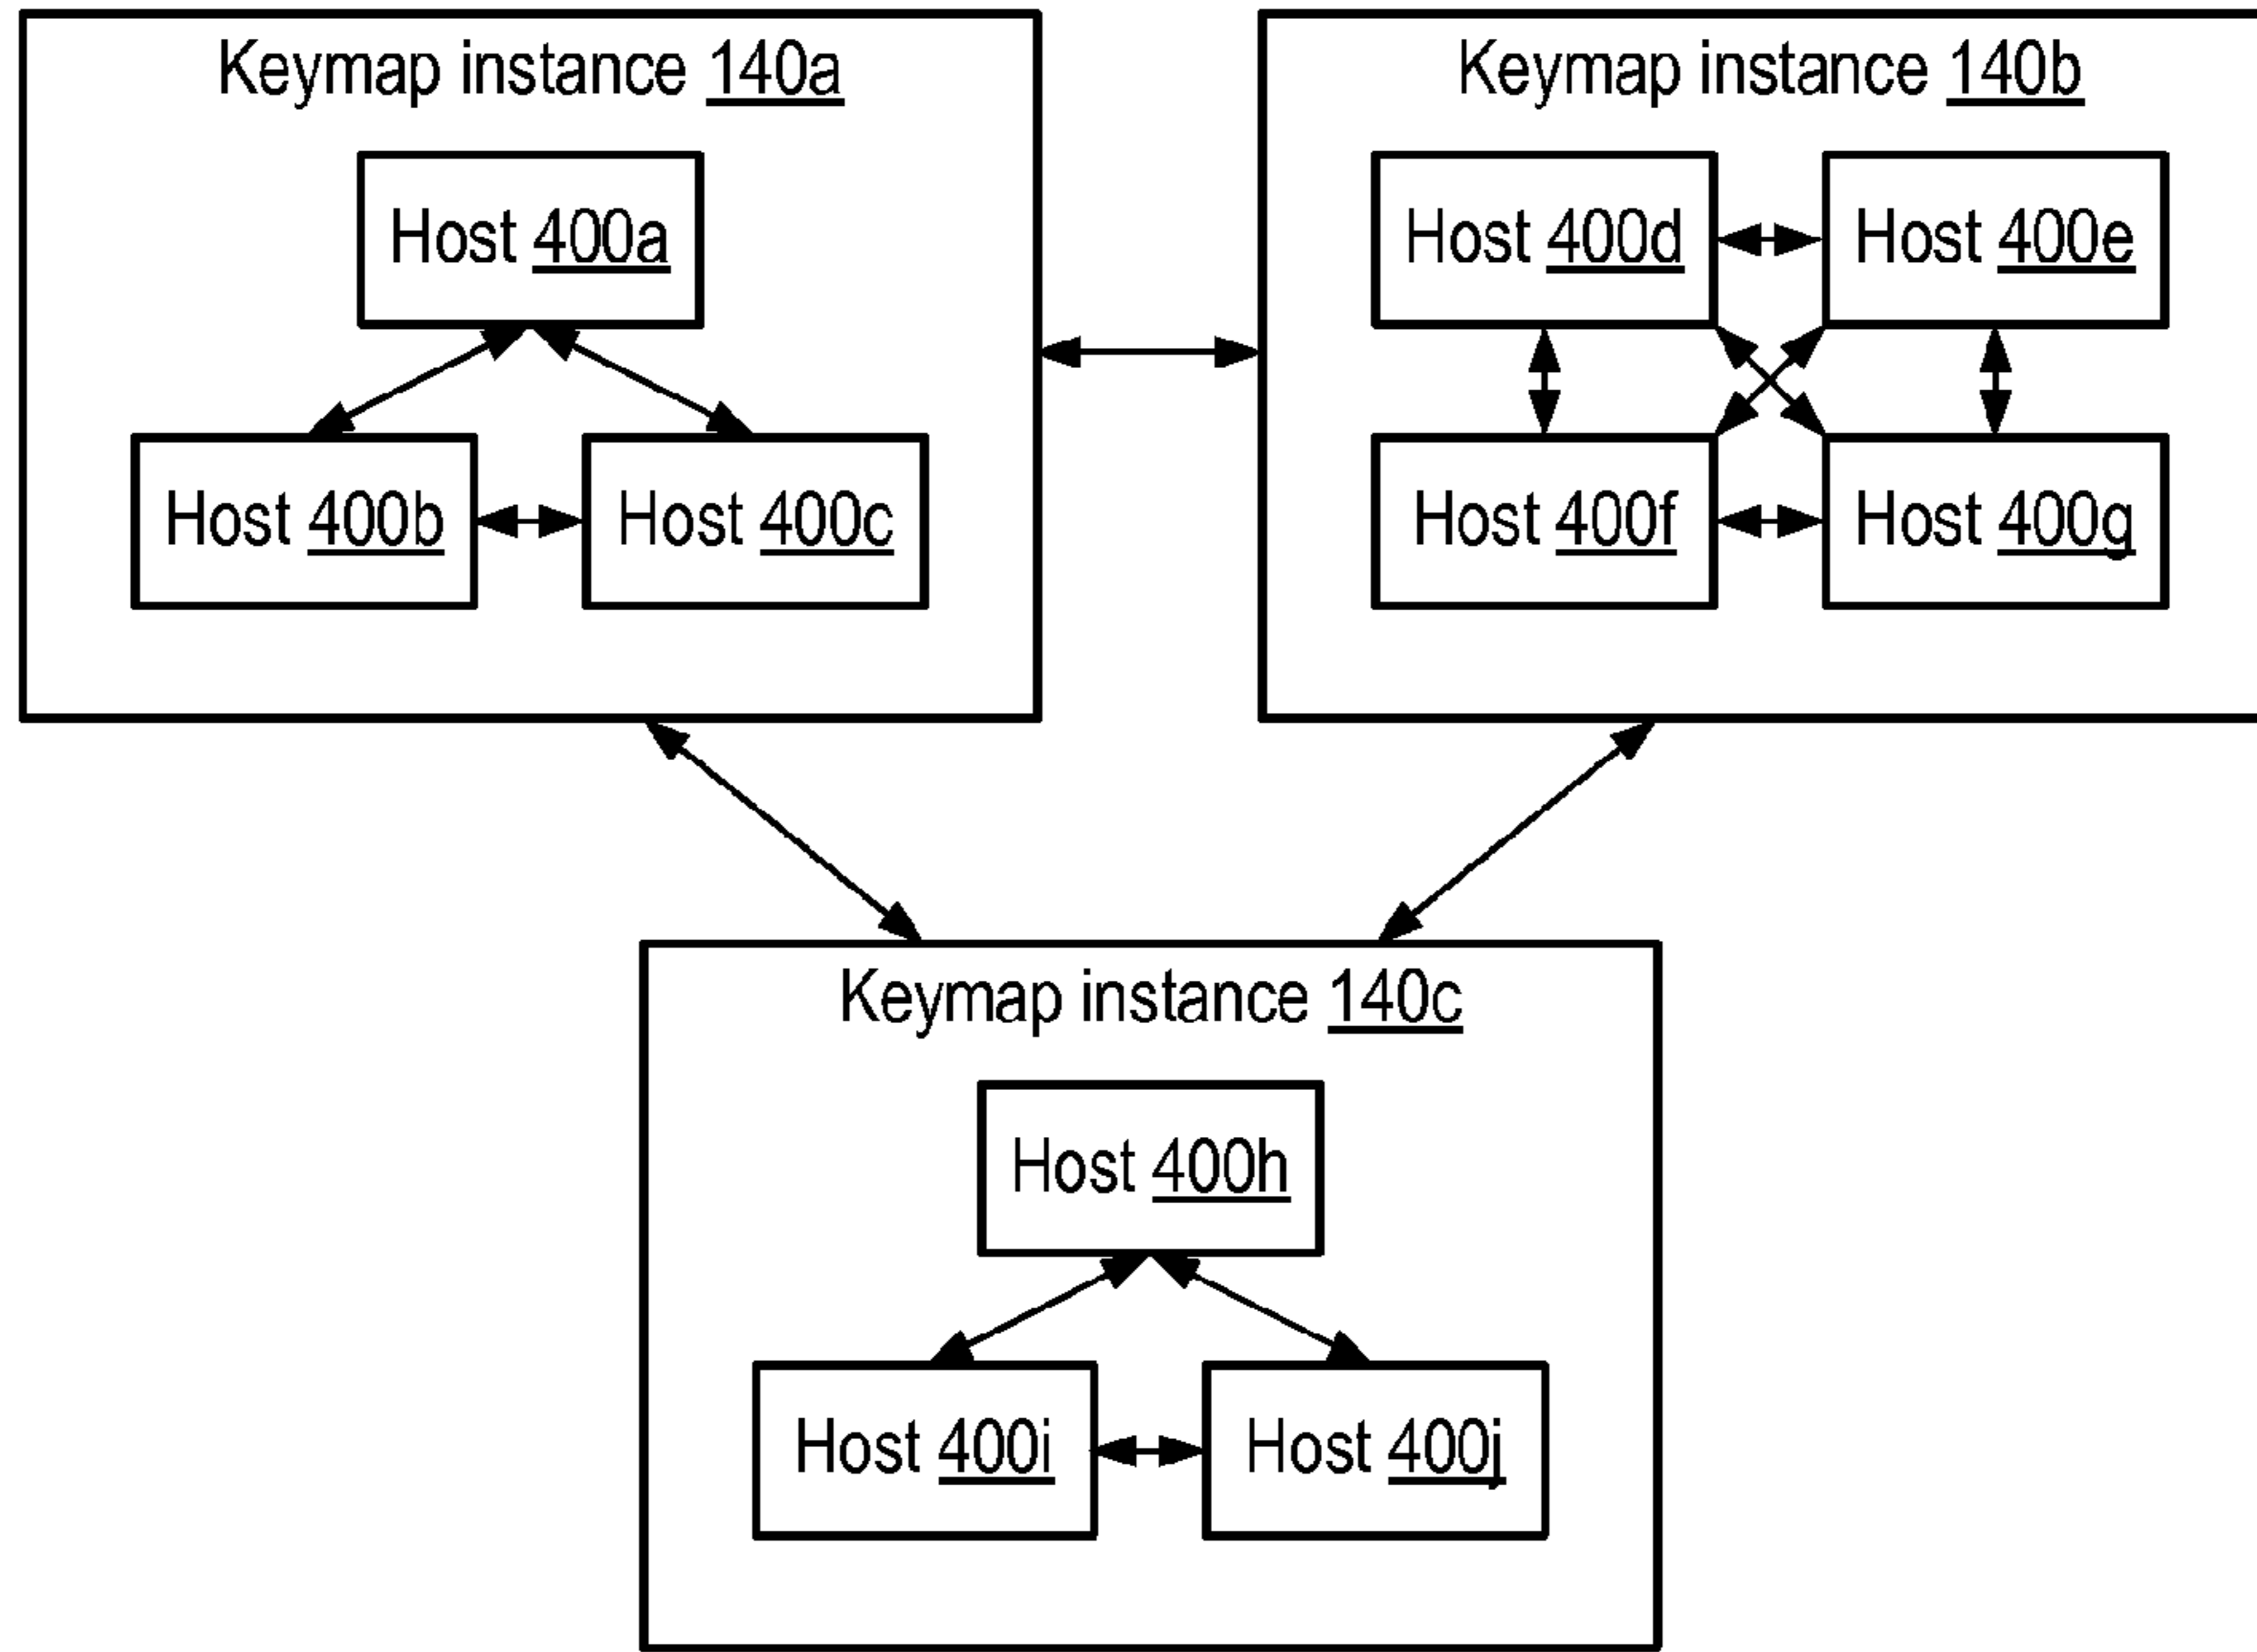 Keymap instance 140a
Host 400a
Host 400b
Host 400c
Keymap instance 140b
Host 400d
Host 400e
Host 400f
Host 400g
Keymap instance 140c
Host 400h
Host 400i
Host 400j